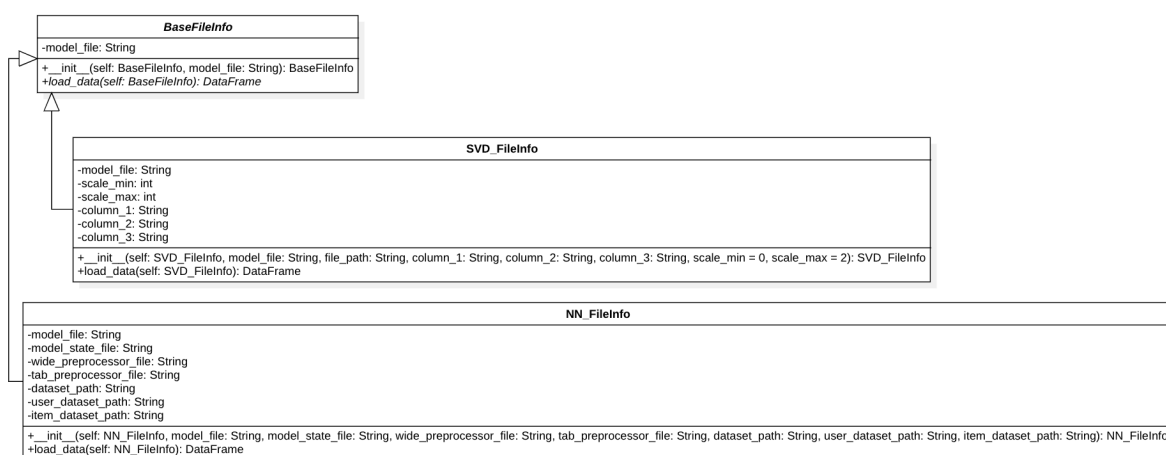 BaseFileInfo
-model_file: String
+__init__(self: BaseFileInfo, model_file: String): BaseFileInfo
+load_data(self: BaseFileInfo): DataFrame
SVD_FileInfo
-model_file: String
-scale_min: int
-scale_max: int
-column_1: String
-column_2: String
-column_3: String
+__init__(self: SVD_FileInfo, model_file: String, file_path: String, column_1: String, column_2: String, column_3: String, scale_min = 0, scale_max = 2): SVD_FileInfo
+load_data(self: SVD_FileInfo): DataFrame
NN_FileInfo
-model_file: String
-model_state_file: String
-wide_preprocessor_file: String
-tab_preprocessor_file: String
-dataset_path: String
-user_dataset_path: String
-item_dataset_path: String
+__init__(self: NN_FileInfo, model_file: String, model_state_file: String, wide_preprocessor_file: String, tab_preprocessor_file: String, dataset_path: String, user_dataset_path: String, item_dataset_path: String): NN_FileInfo
+load_data(self: NN_FileInfo): DataFrame